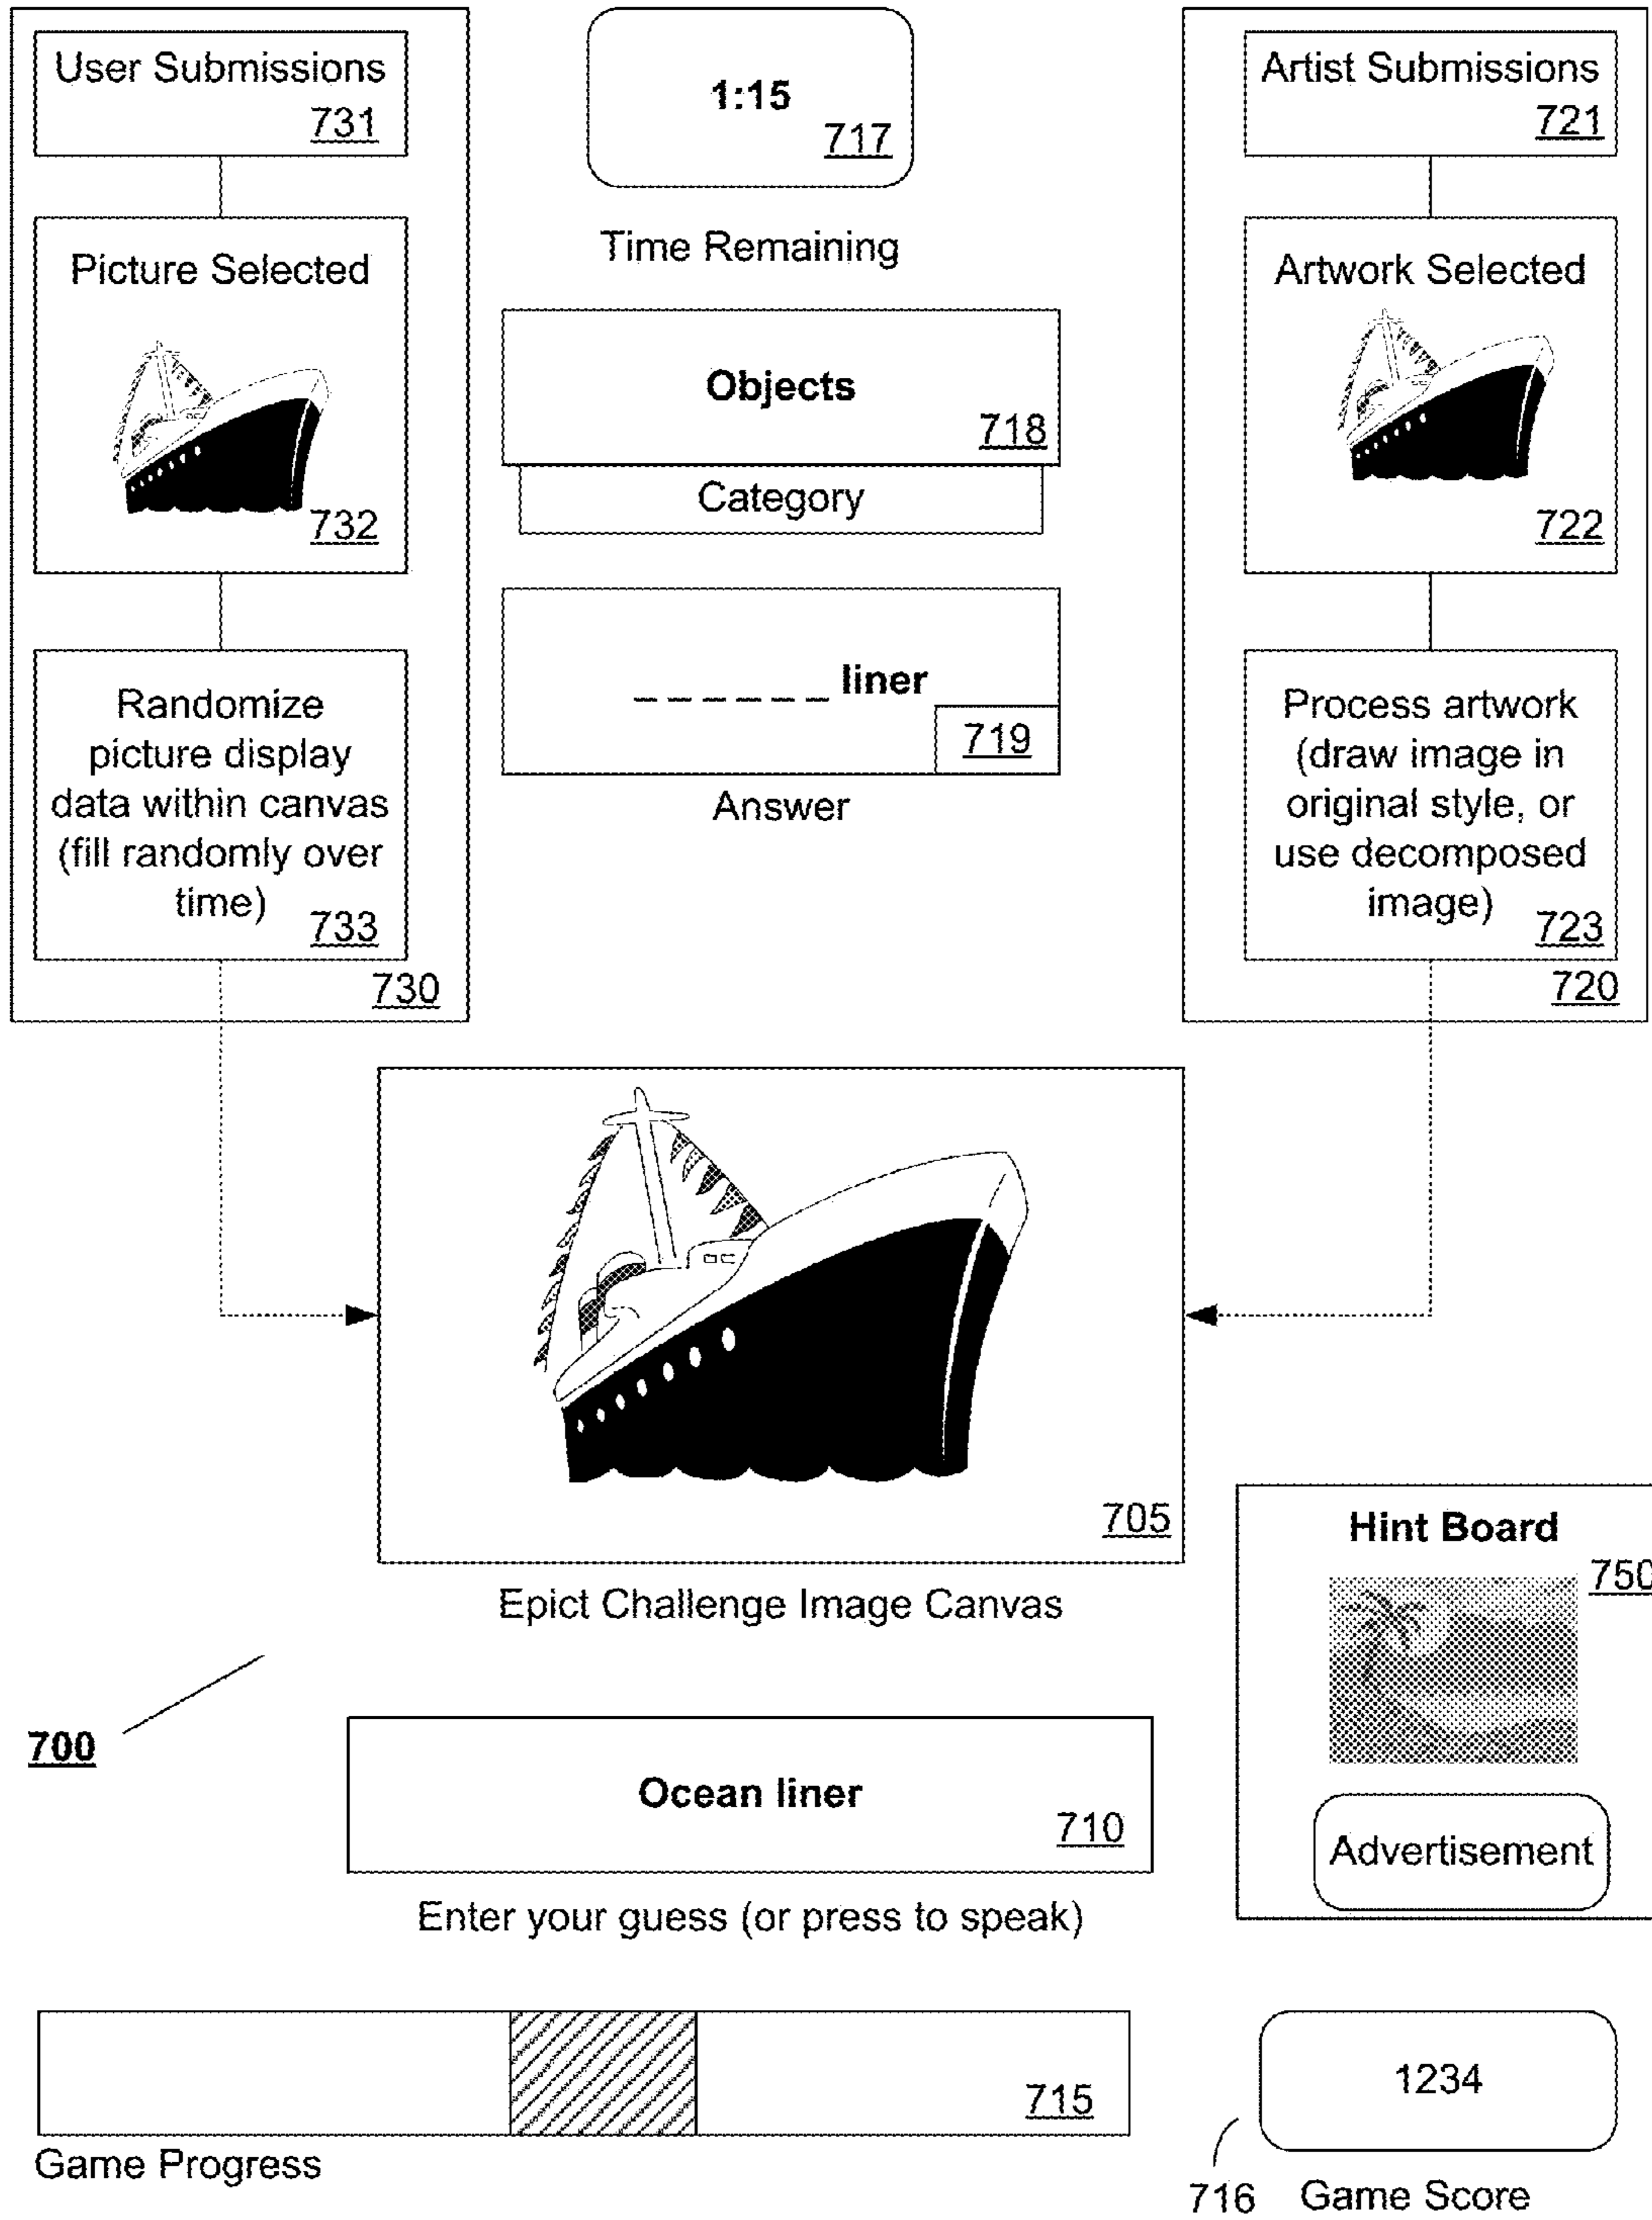 User Submissions
731
Picture Selected
732
Randomize
picture display
data within canvas
(fill randomly over
time)
733
730
1:15
717
Time Remaining
Objects
718
Category
_ _ _ _ _ _ liner
719
Answer
Artist Submissions
721
Artwork Selected
722
Process artwork
(draw image in
original style, or
use decomposed
image)
723
720
705
Epict Challenge Image Canvas
Hint Board
750
Advertisement
700
Ocean liner
710
Enter your guess (or press to speak)
715
Game Progress
1234
716
Game Score